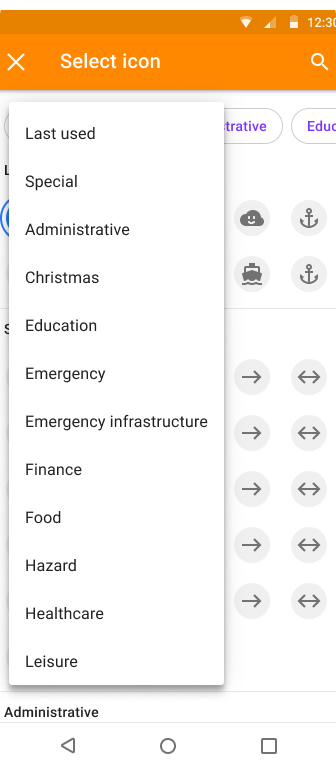 12:30
Select icon
strative
Educ
L
Last used
Special
Administrative
Christmas
Education
S
Emergency
Emergency infrastructure
Finance
Food
Hazard
Healthcare
Leisure
Administrative